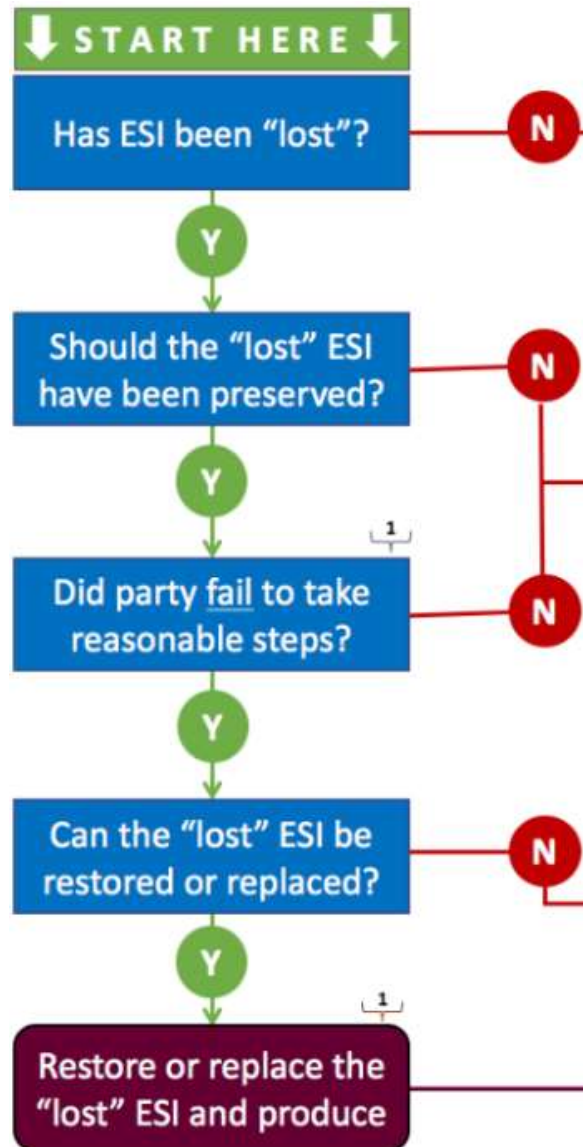 START HERE
Has ESI been “lost”?
N
Y
Should the “lost” ESI
have been preserved?
N
Y
1
Did party fail to take
reasonable steps?
N
Y
Can the “lost” ESI be
restored or replaced?
N
Y
1
Restore or replace the
“lost” ESI and produce